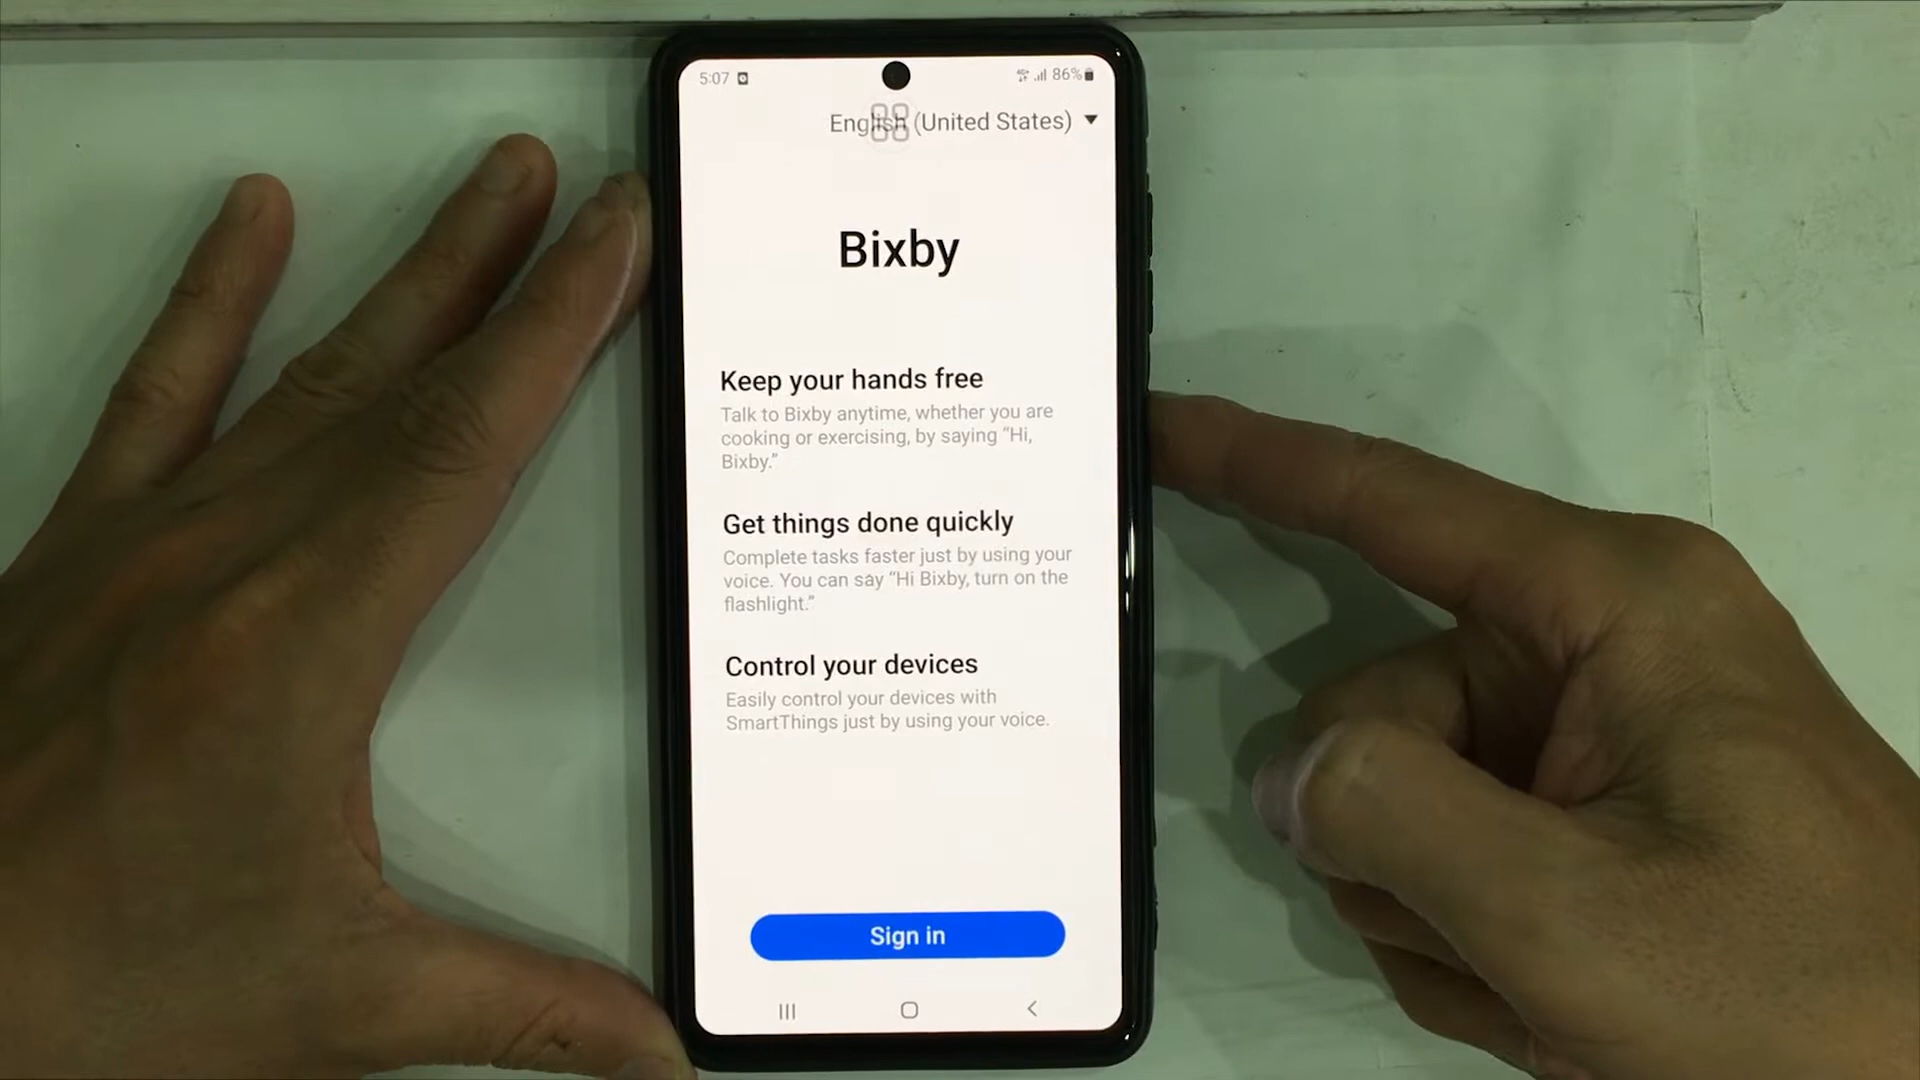 5:07
86%
English (United States)
Bixby
Keep your hands free
Talk to Bixby anytime, whether you are
cooking or exercising, by saying “Hi,
Bixby.”
Get things done quickly
Complete tasks faster just by using your
voice. You can say “Hi Bixby, turn on the
flashlight.”
Control your devices
Easily control your devices with
SmartThings just by using your voice.
Sign in